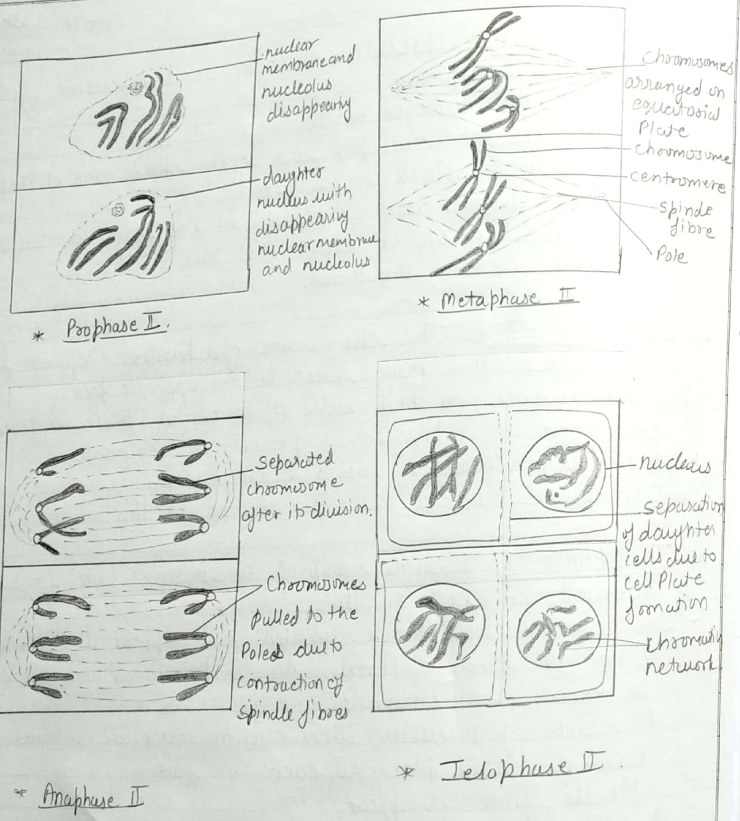 nuclear
membrane and
nucleolus
disappearing
daughter
nucleus with
disappearing
nuclear membrane
and nucleolus
* Prophase II.
Chromosomes
arranged on
equatorial
Plate
chromosome
centromere
spindle
fibre
Pole
* Metaphase II
Separated
chromosome
after its division.
Chromosomes
pulled to the
Poles due to
contraction of
spindle fibres
* Anaphase II
nucleus
separation
of daughter
cells due to
cell Plate
formation
chromatin
network
* Telophase II